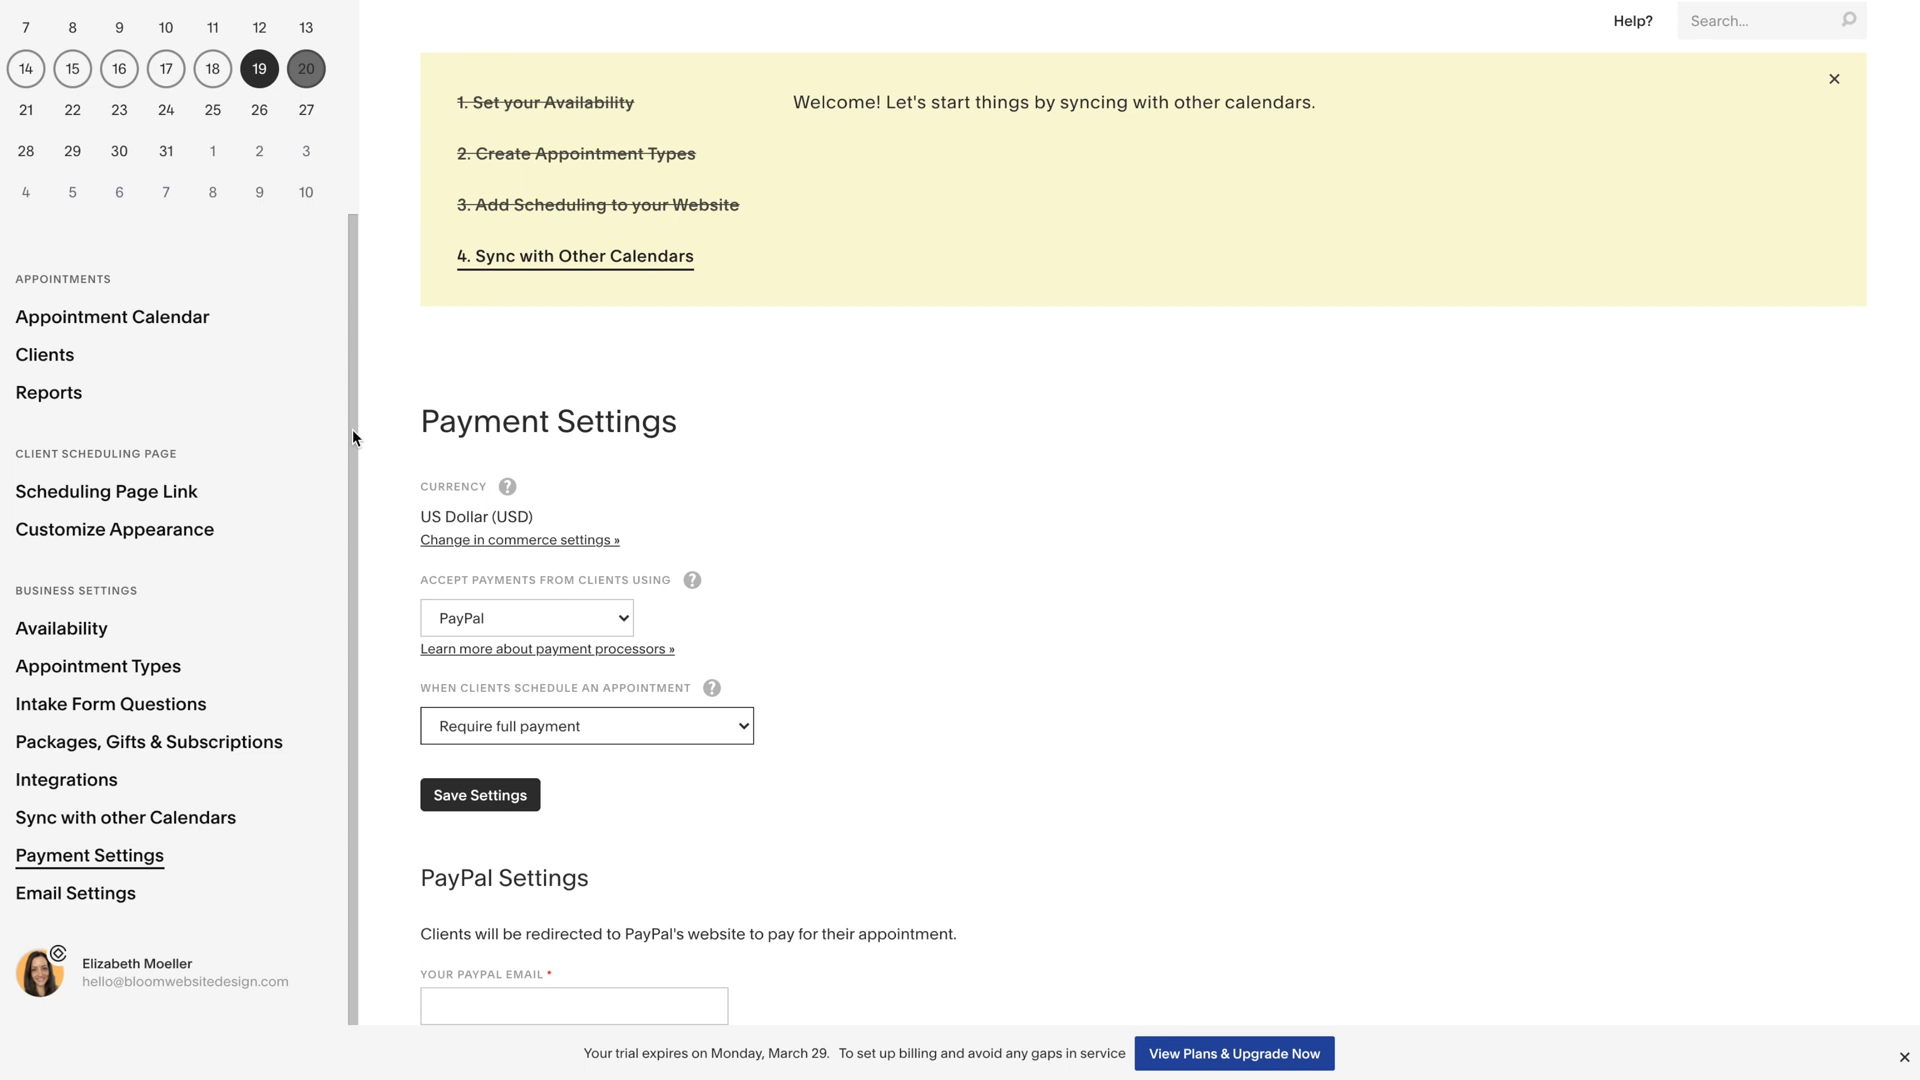 7 8 9 10 11 12 13
14 15 16 17 18 19 20
21 22 23 24 25 26 27
28 29 30 31 1 2 3
4 5 6 7 8 9 10
APPOINTMENTS
Appointment Calendar
Clients
Reports
CLIENT SCHEDULING PAGE
Scheduling Page Link
Customize Appearance
BUSINESS SETTINGS
Availability
Appointment Types
Intake Form Questions
Packages, Gifts & Subscriptions
Integrations
Sync with other Calendars
Payment Settings
Email Settings
Elizabeth Moeller
hello@bloomwebsitedesign.com
Help?
Search...
1. Set your Availability
2. Create Appointment Types
3. Add Scheduling to your Website
4. Sync with Other Calendars
Welcome! Let's start things by syncing with other calendars.
Payment Settings
CURRENCY ?
US Dollar (USD)
Change in commerce settings »
ACCEPT PAYMENTS FROM CLIENTS USING ?
PayPal
Learn more about payment processors »
WHEN CLIENTS SCHEDULE AN APPOINTMENT ?
Require full payment
Save Settings
PayPal Settings
Clients will be redirected to PayPal's website to pay for their appointment.
YOUR PAYPAL EMAIL *
Your trial expires on Monday, March 29. To set up billing and avoid any gaps in service
View Plans & Upgrade Now